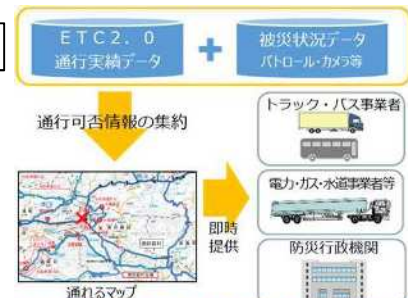 ETC2.0
通行実績データ
+
被災状況データ
パトロール・カメラ等
通行可否情報の集約
トラック・バス事業者
電力・ガス・水道事業者等
即時
提供
防災行政機関
通れるマップ